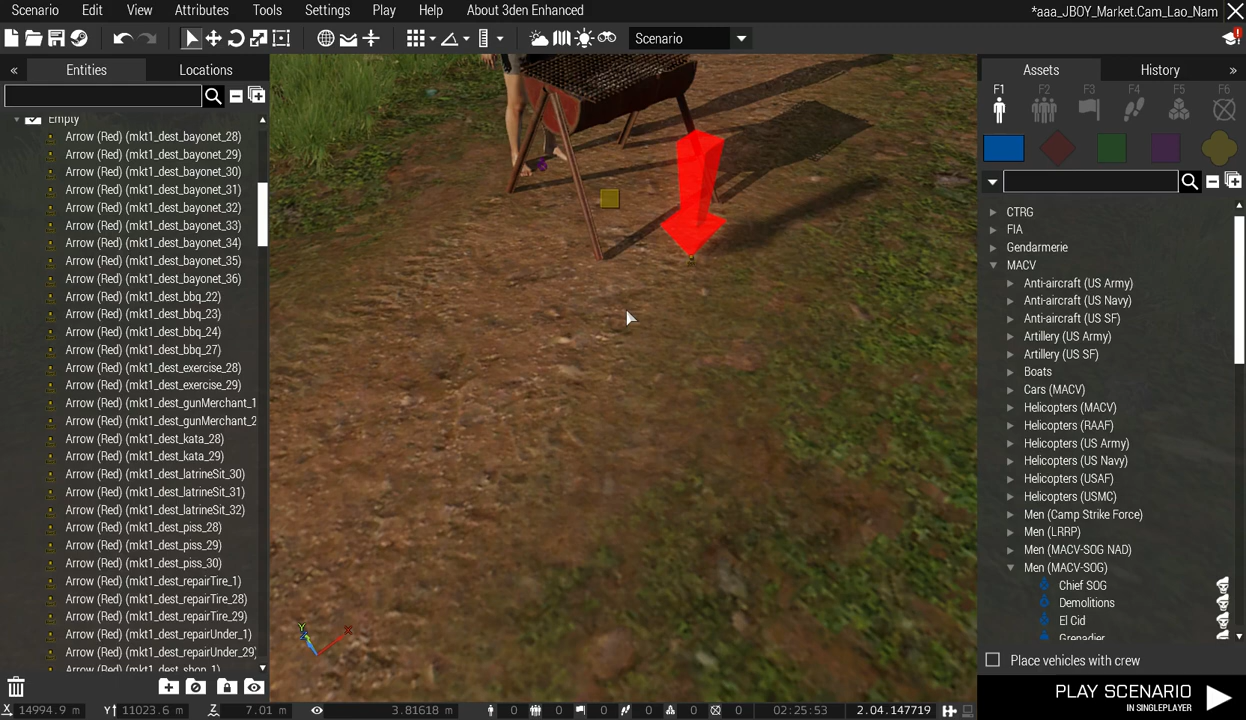 Scenario Edit View Attributes Tools Settings Play Help About 3den Enhanced *aaa_JBOY_Market.Cam_Lao_Nam
Scenario
« Entities Locations
Assets History »
F1 F2 F3 F4 F5 F6
Empty
Arrow (Red) (mkt1_dest_bayonet_28)
Arrow (Red) (mkt1_dest_bayonet_29)
Arrow (Red) (mkt1_dest_bayonet_30)
Arrow (Red) (mkt1_dest_bayonet_31)
Arrow (Red) (mkt1_dest_bayonet_32)
Arrow (Red) (mkt1_dest_bayonet_33)
Arrow (Red) (mkt1_dest_bayonet_34)
Arrow (Red) (mkt1_dest_bayonet_35)
Arrow (Red) (mkt1_dest_bayonet_36)
Arrow (Red) (mkt1_dest_bbq_22)
Arrow (Red) (mkt1_dest_bbq_23)
Arrow (Red) (mkt1_dest_bbq_24)
Arrow (Red) (mkt1_dest_bbq_27)
Arrow (Red) (mkt1_dest_exercise_28)
Arrow (Red) (mkt1_dest_exercise_29)
Arrow (Red) (mkt1_dest_gunMerchant_1
Arrow (Red) (mkt1_dest_gunMerchant_2
Arrow (Red) (mkt1_dest_kata_28)
Arrow (Red) (mkt1_dest_kata_29)
Arrow (Red) (mkt1_dest_latrineSit_30)
Arrow (Red) (mkt1_dest_latrineSit_31)
Arrow (Red) (mkt1_dest_latrineSit_32)
Arrow (Red) (mkt1_dest_piss_28)
Arrow (Red) (mkt1_dest_piss_29)
Arrow (Red) (mkt1_dest_piss_30)
Arrow (Red) (mkt1_dest_repairTire_1)
Arrow (Red) (mkt1_dest_repairTire_28)
Arrow (Red) (mkt1_dest_repairTire_29)
Arrow (Red) (mkt1_dest_repairUnder_1)
Arrow (Red) (mkt1_dest_repairUnder_29)
Arrow (Red) (mkt1_dest_shop_1)
CTRG
FIA
Gendarmerie
MACV
Anti-aircraft (US Army)
Anti-aircraft (US Navy)
Anti-aircraft (US SF)
Artillery (US Army)
Artillery (US SF)
Boats
Cars (MACV)
Helicopters (MACV)
Helicopters (RAAF)
Helicopters (US Army)
Helicopters (US Navy)
Helicopters (USAF)
Helicopters (USMC)
Men (Camp Strike Force)
Men (LRRP)
Men (MACV-SOG NAD)
Men (MACV-SOG)
Chief SOG
Demolitions
El Cid
Grenadier
Place vehicles with crew
PLAY SCENARIO
IN SINGLEPLAYER
Y X
X 14994.9 m Y 11023.6 m Z 7.01 m 3.81618 m 0 0 0 0 0 0 02:25:53 2.04.147719